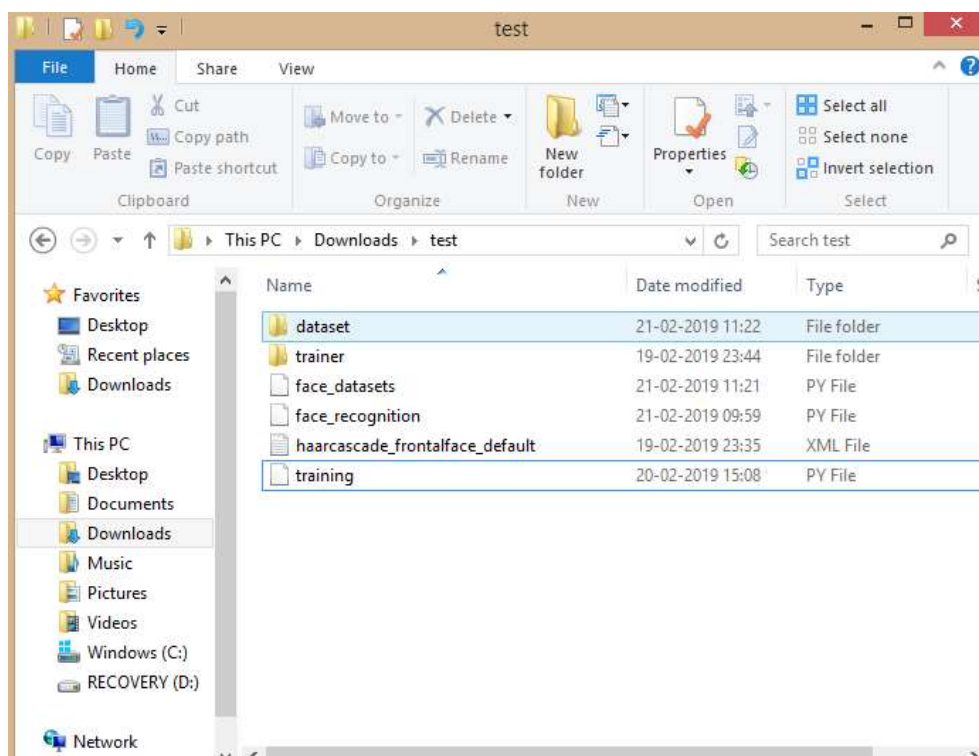 test
File Home Share View
Copy
Paste
Cut
Copy path
Paste shortcut
Clipboard
Move to
Copy to
Delete
Rename
Organize
New folder
New
Properties
Open
Select all
Select none
Invert selection
Select
This PC Downloads test
Search test
Favorites
Desktop
Recent places
Downloads
This PC
Desktop
Documents
Downloads
Music
Pictures
Videos
Windows (C:)
RECOVERY (D:)
Network
Name Date modified Type
dataset 21-02-2019 11:22 File folder
trainer 19-02-2019 23:44 File folder
face_datasets 21-02-2019 11:21 PY File
face_recognition 21-02-2019 09:59 PY File
haarcascade_frontalface_default 19-02-2019 23:35 XML File
training 20-02-2019 15:08 PY File